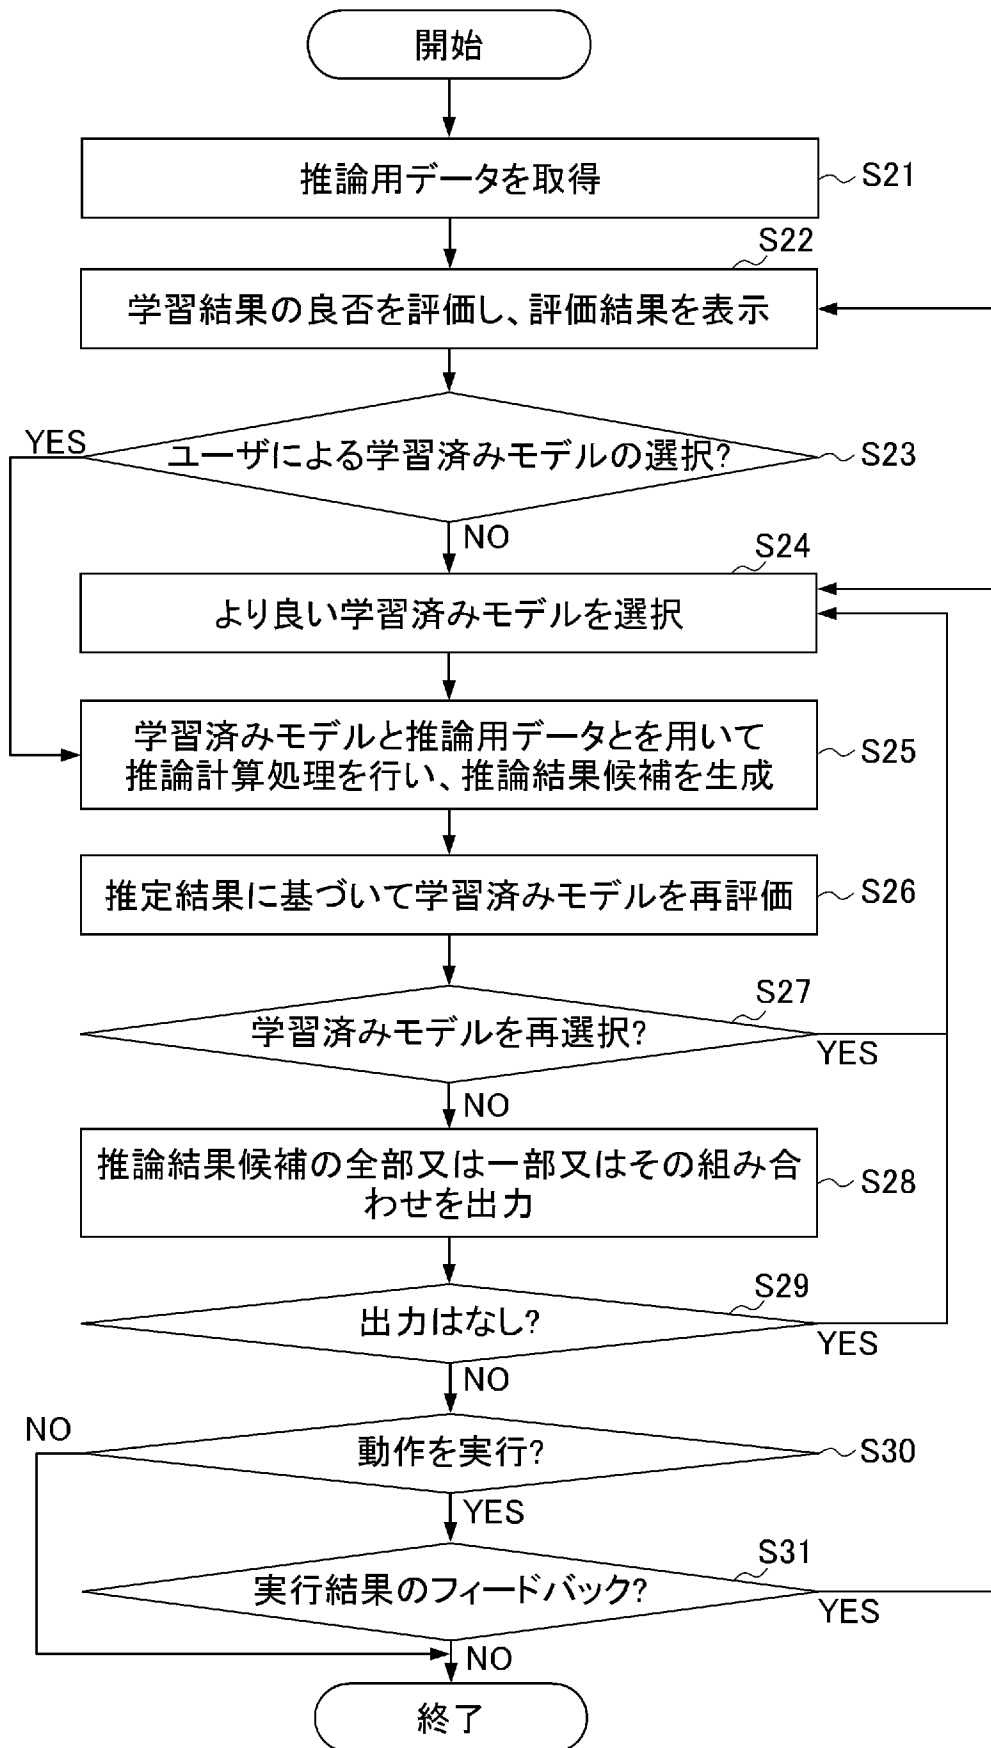 開始
推論用データを取得
S21
S22
学習結果の良否を評価し、評価結果を表示
YES
ユーザによる学習済みモデルの選択?
S23
NO
S24
より良い学習済みモデルを選択
学習済みモデルと推論用データとを用いて
推論計算処理を行い、推論結果候補を生成
S25
推定結果に基づいて学習済みモデルを再評価
S26
S27
学習済みモデルを再選択?
YES
NO
推論結果候補の全部又は一部又はその組み合
わせを出力
S28
S29
出力はなし?
YES
NO
NO
動作を実行?
S30
YES
S31
実行結果のフィードバック?
YES
NO
終了